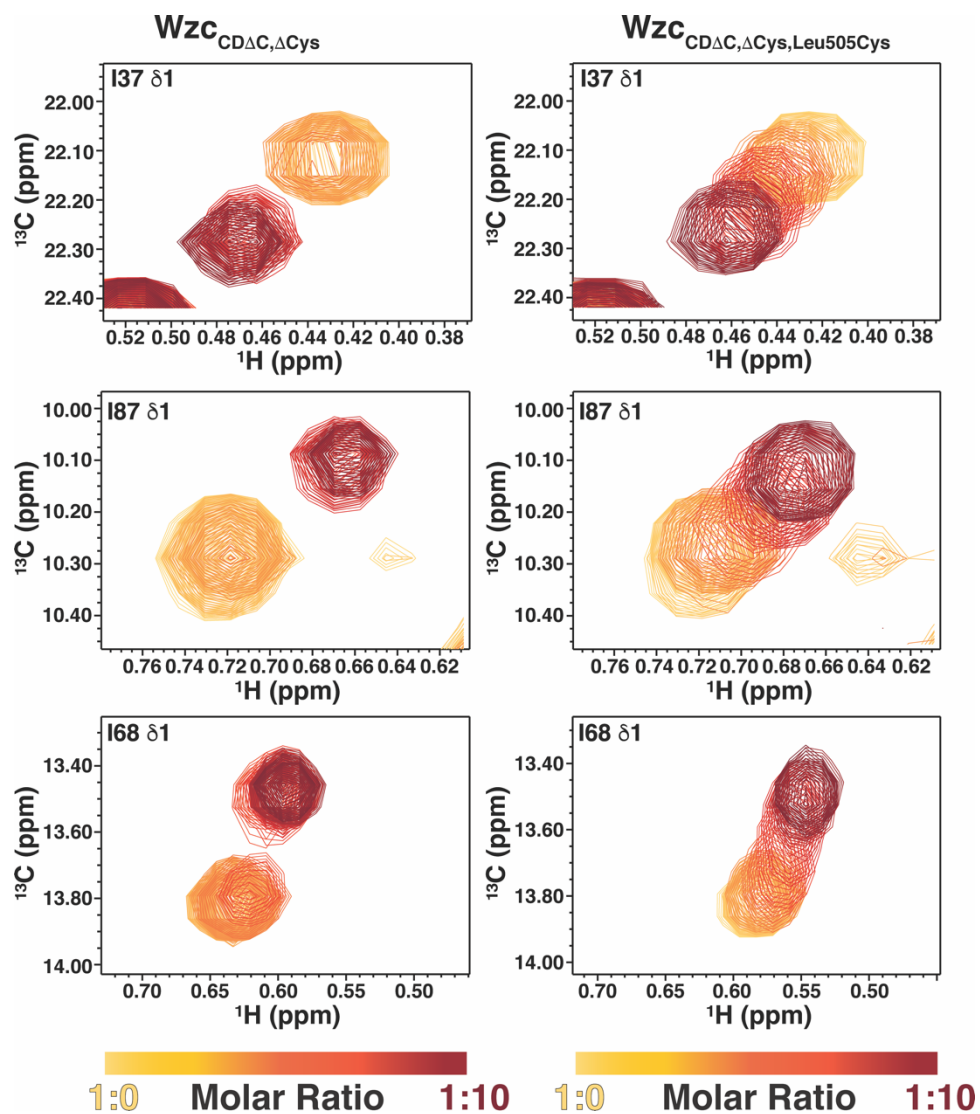 Wzc CDΔC,ΔCys
Wzc CDΔC,ΔCys,Leu505Cys
I37 δ1
22.00
22.10
22.20
22.30
22.40
13C (ppm)
0.52 0.50 0.48 0.46 0.44 0.42 0.40 0.38
1H (ppm)
I37 δ1
22.00
22.10
22.20
22.30
22.40
13C (ppm)
0.52 0.50 0.48 0.46 0.44 0.42 0.40 0.38
1H (ppm)
I87 δ1
10.00
10.10
10.20
10.30
10.40
13C (ppm)
0.76 0.74 0.72 0.70 0.68 0.66 0.64 0.62
1H (ppm)
I87 δ1
10.00
10.10
10.20
10.30
10.40
13C (ppm)
0.76 0.74 0.72 0.70 0.68 0.66 0.64 0.62
1H (ppm)
I68 δ1
13.40
13.60
13.80
14.00
13C (ppm)
0.70 0.65 0.60 0.55 0.50
1H (ppm)
I68 δ1
13.40
13.60
13.80
14.00
13C (ppm)
0.70 0.65 0.60 0.55 0.50
1H (ppm)
1:0 Molar Ratio 1:10
1:0 Molar Ratio 1:10